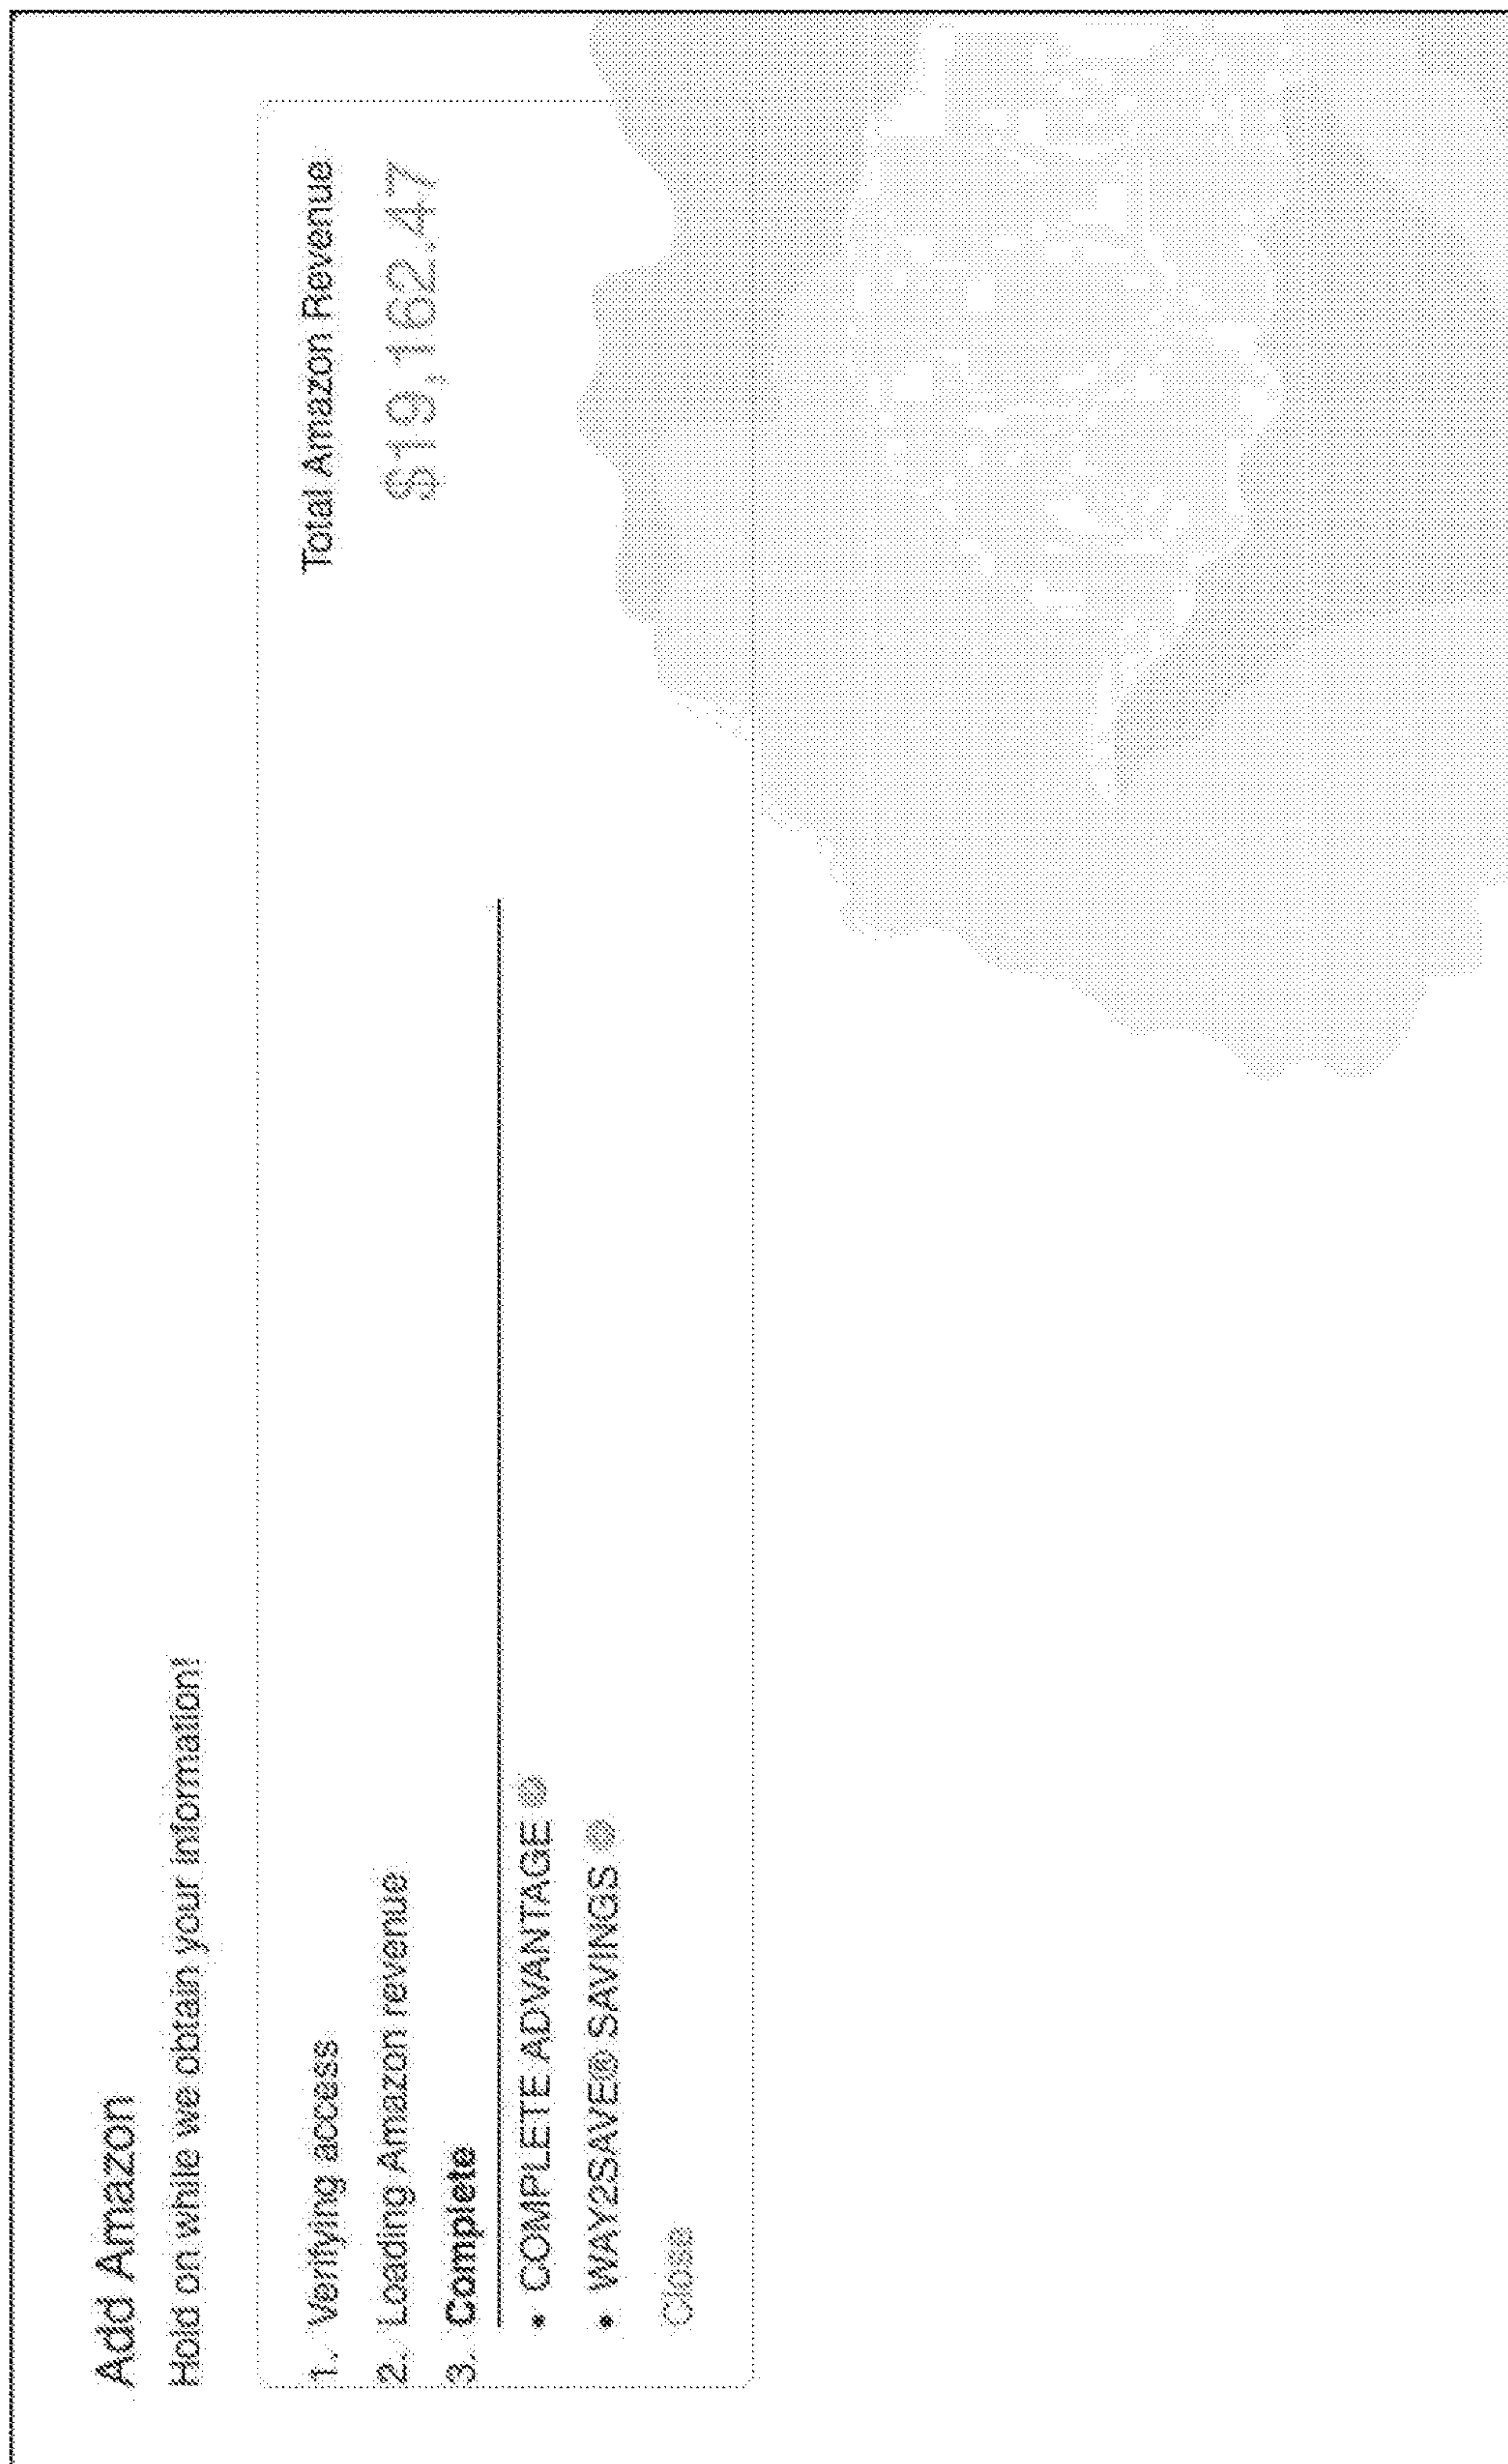 Add Amazon
Hold on while we obtain your information!
1. Verifying access
2. Loading Amazon revenue
3. Complete
• COMPLETE ADVANTAGE
• WAY2SAVE® SAVINGS
Close
Total Amazon Revenue
$19,162.47